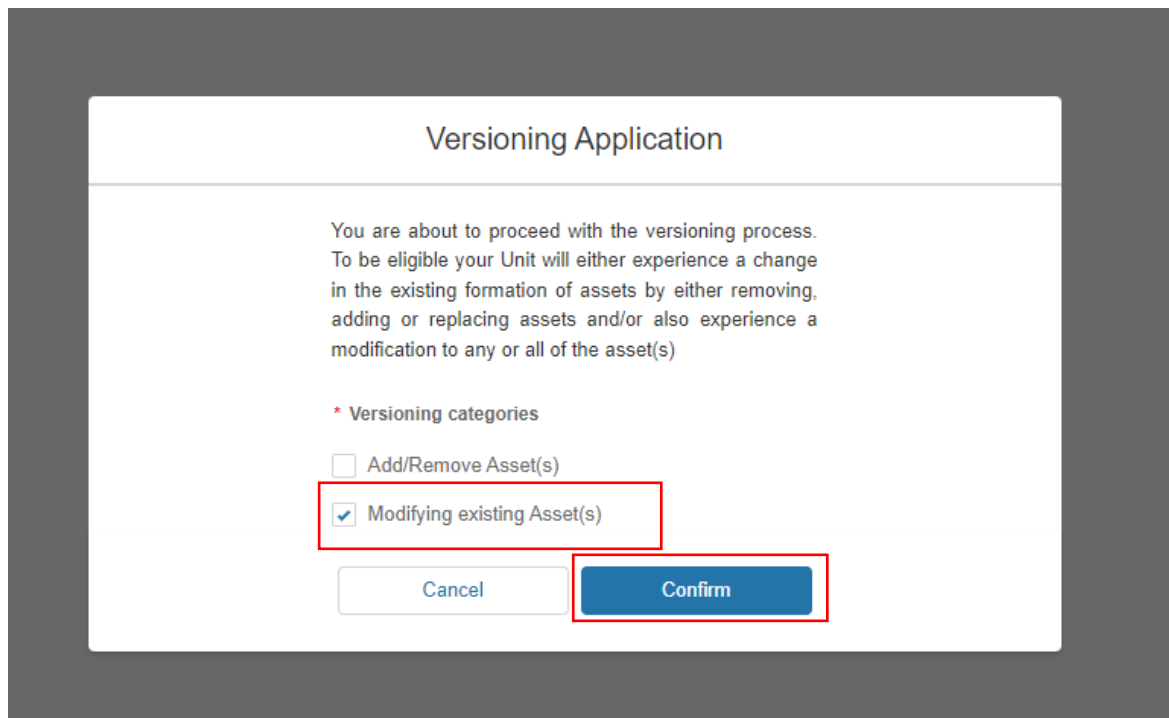 Versioning Application
You are about to proceed with the versioning process.
To be eligible your Unit will either experience a change
in the existing formation of assets by either removing,
adding or replacing assets and/or also experience a
modification to any or all of the asset(s)
* Versioning categories
Add/Remove Asset(s)
Modifying existing Asset(s)
Cancel Confirm